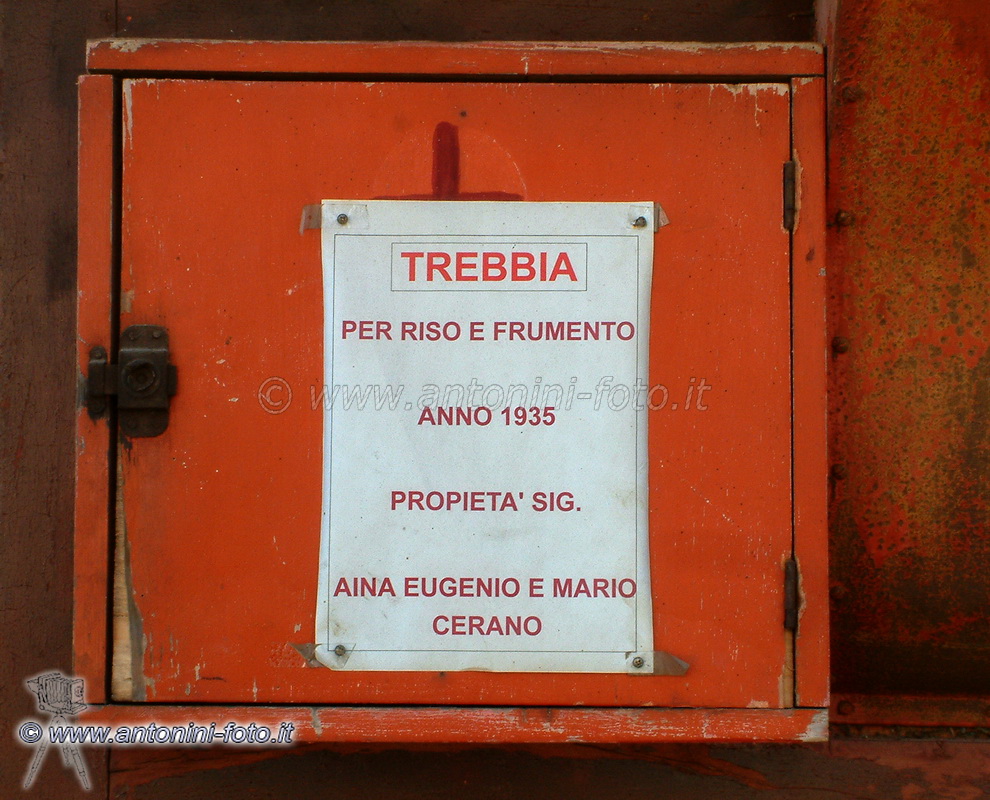 TREBBIA
PER RISO E FRUMENTO
© www.antonini-foto.it
ANNO 1935
PROPIETA' SIG.
AINA EUGENIO E MARIO
CERANO
© www.antonini-foto.it